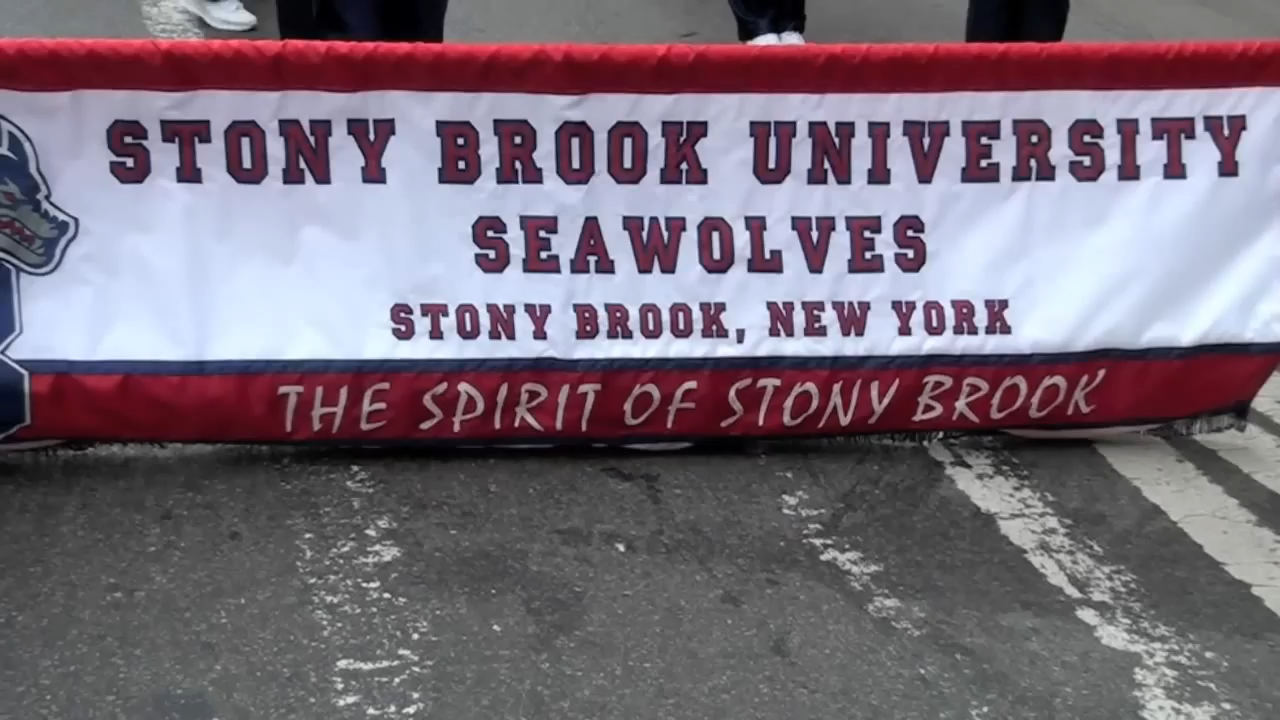 STONY BROOK UNIVERSITY
SEAWOLVES
STONY BROOK, NEW YORK
THE SPIRIT OF STONY BROOK